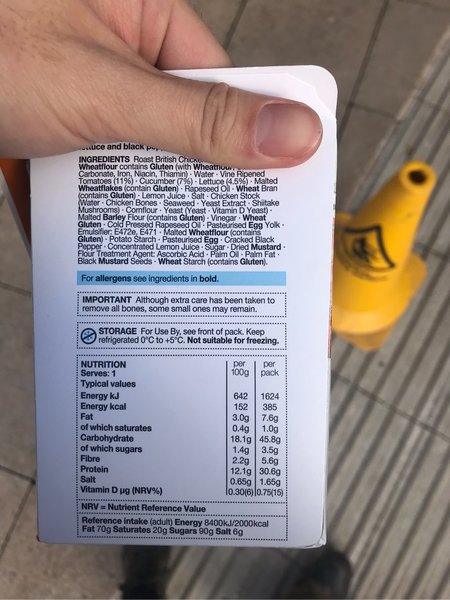 ettuce and black pe
INGREDIENTS Roast British Chick
Wheatflour contains Gluten (with Wheatflour
Carbonate, Iron, Niacin, Thiamin) · Water · Vine Ripened
Tomatoes (11%) · Cucumber (7%) · Lettuce (4.5%) · Malted
Wheatflakes (contain Gluten) · Rapeseed Oil · Wheat Bran
(contains Gluten) · Lemon Juice · Salt · Chicken Stock
(Water · Chicken Bones · Seaweed · Yeast Extract · Shiitake
Mushrooms) · Cornflour · Yeast (Yeast · Vitamin D Yeast) ·
Malted Barley Flour (contains Gluten) · Vinegar · Wheat
Gluten · Cold Pressed Rapeseed Oil · Pasteurised Egg Yolk ·
Emulsifier: E472e, E471 · Malted Wheatflour (contains
Gluten) · Potato Starch · Pasteurised Egg · Cracked Black
Pepper · Concentrated Lemon Juice · Sugar · Dried Mustard ·
Flour Treatment Agent: Ascorbic Acid · Palm Oil · Palm Fat ·
Black Mustard Seeds · Wheat Starch (contains Gluten).
For allergens see ingredients in bold.
IMPORTANT Although extra care has been taken to
remove all bones, some small ones may remain.
STORAGE For Use By, see front of pack. Keep
refrigerated 0°C to +5°C. Not suitable for freezing.
NUTRITION per per
Serves: 1 100g pack
Typical values
Energy kJ 642 1624
Energy kcal 152 385
Fat 3.0g 7.6g
of which saturates 0.4g 1.0g
Carbohydrate 18.1g 45.8g
of which sugars 1.4g 3.5g
Fibre 2.2g 5.6g
Protein 12.1g 30.6g
Salt 0.65g 1.65g
Vitamin D µg (NRV%) 0.30(6) 0.75(15)
NRV = Nutrient Reference Value
Reference intake (adult) Energy 8400kJ/2000kcal
Fat 70g Saturates 20g Sugars 90g Salt 6g